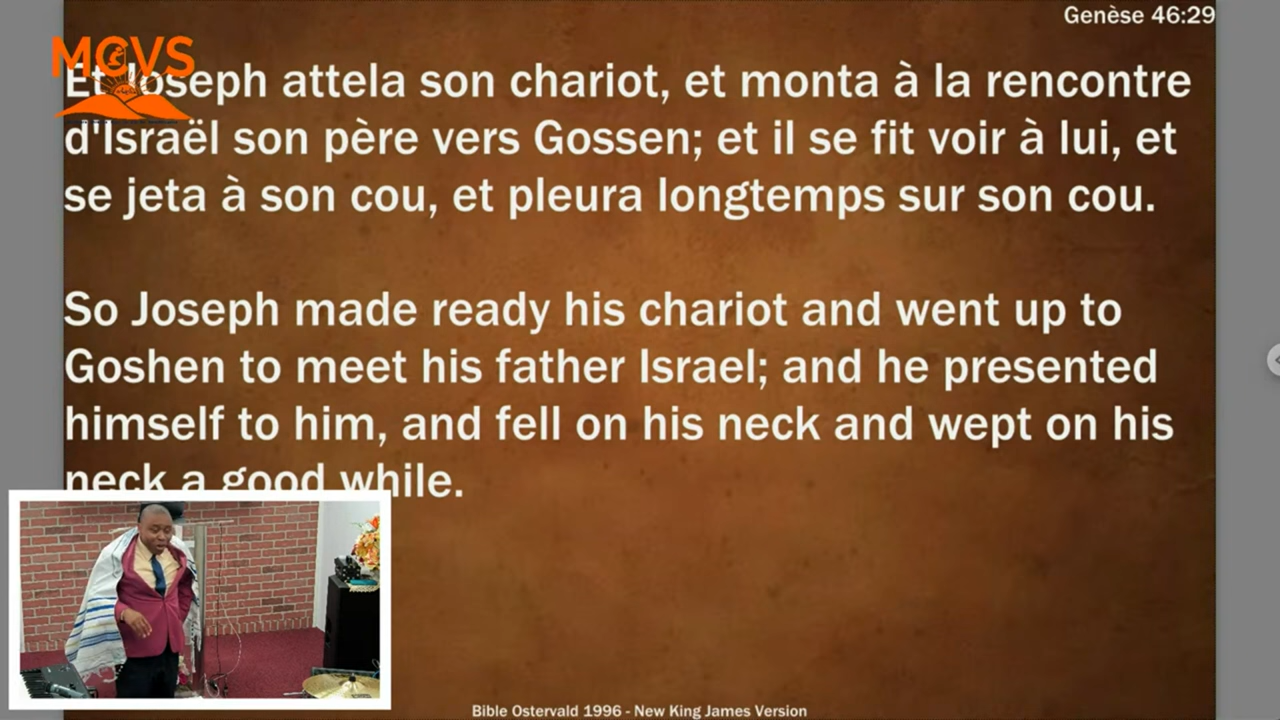 Genèse 46:29
MCVS
Et Joseph attela son chariot, et monta à la rencontre
d'Israël son père vers Gossen; et il se fit voir à lui, et
se jeta à son cou, et pleura longtemps sur son cou.
So Joseph made ready his chariot and went up to
Goshen to meet his father Israel; and he presented
himself to him, and fell on his neck and wept on his
neck a good while.
Bible Ostervald 1996 - New King James Version